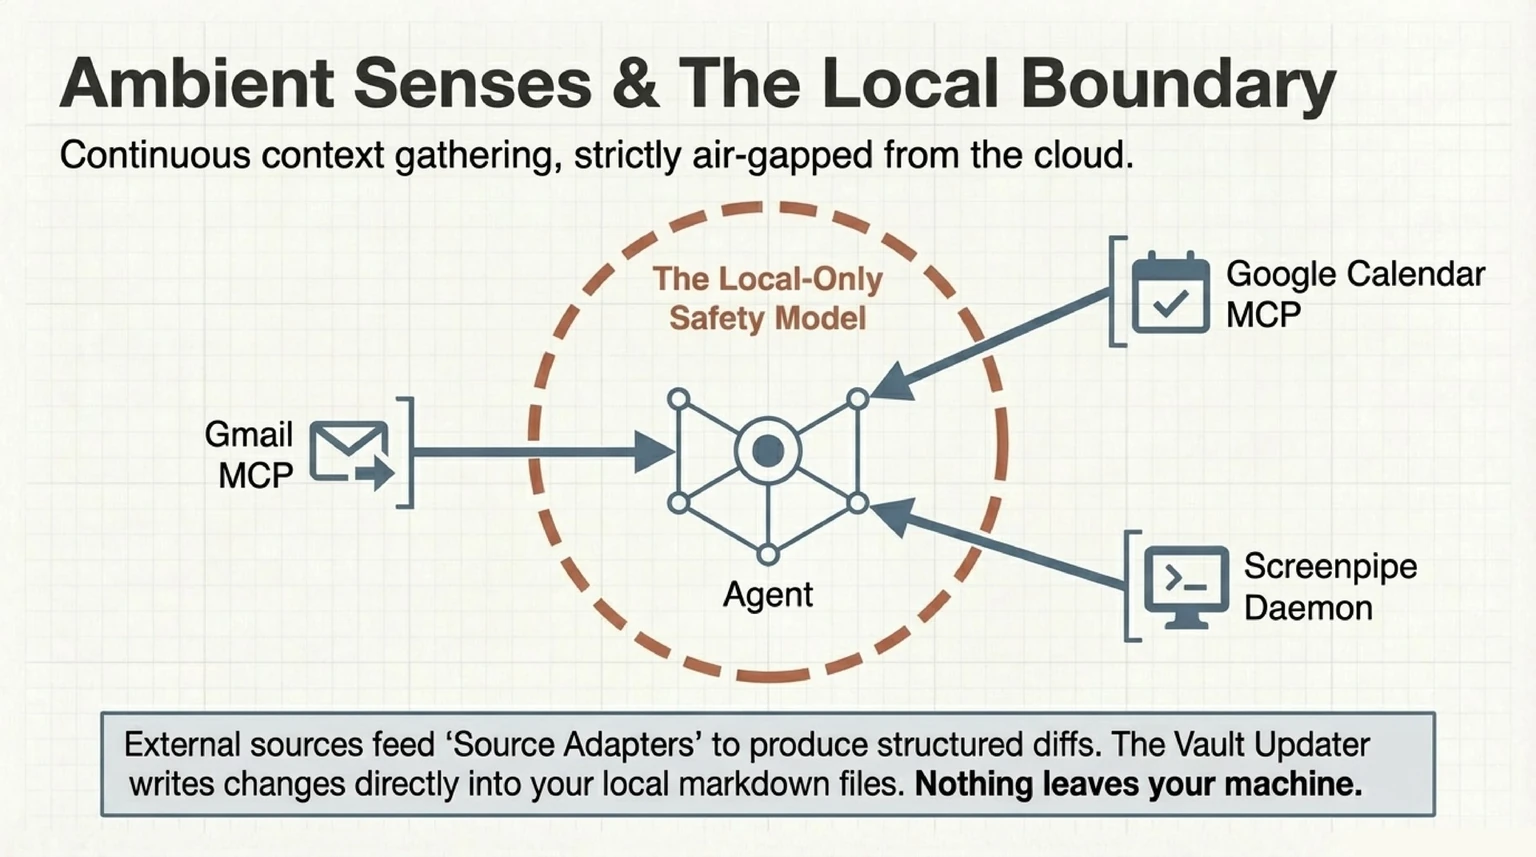 Ambient Senses & The Local Boundary
Continuous context gathering, strictly air-gapped from the cloud.
The Local-Only
Safety Model
Google Calendar
MCP
Gmail
MCP
Agent
Screenpipe
Daemon
External sources feed ‘Source Adapters’ to produce structured diffs. The Vault Updater
writes changes directly into your local markdown files. Nothing leaves your machine.